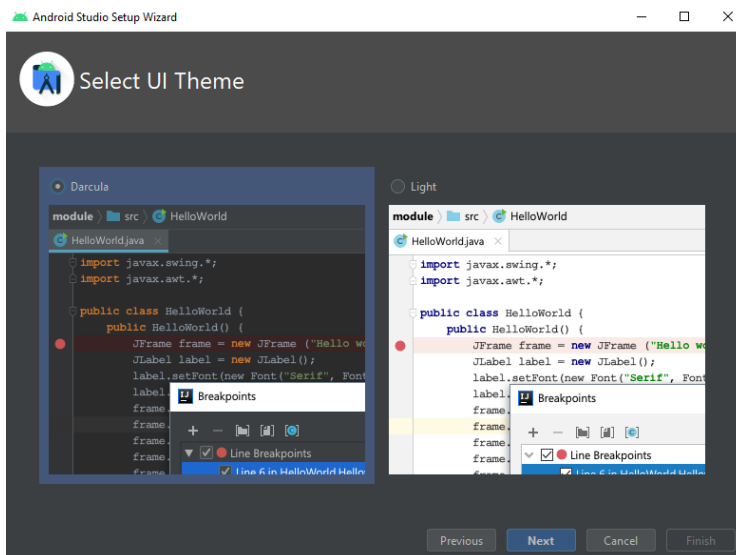 Android Studio Setup Wizard
Select UI Theme
Darcula
module src HelloWorld
HelloWorld.java
import javax.swing.*;
import javax.awt.*;
public class HelloWorld {
public HelloWorld() {
JFrame frame = new JFrame ("Hello wo
JLabel label = new JLabel();
label.setFont(new Font("Serif", Font
label.
frame.
frame.
frame.
frame.
frame
Breakpoints
Line Breakpoints
Line 6 in HelloWorld.Hello
Light
module src HelloWorld
HelloWorld.java
import javax.swing.*;
import javax.awt.*;
public class HelloWorld {
public HelloWorld() {
JFrame frame = new JFrame ("Hello wo
JLabel label = new JLabel();
label.setFont(new Font("Serif", Font
label.
frame.
frame.
frame.
frame.
Breakpoints
Line Breakpoints
Line 6 in HelloWorld.Hello
Previous
Next
Cancel
Finish